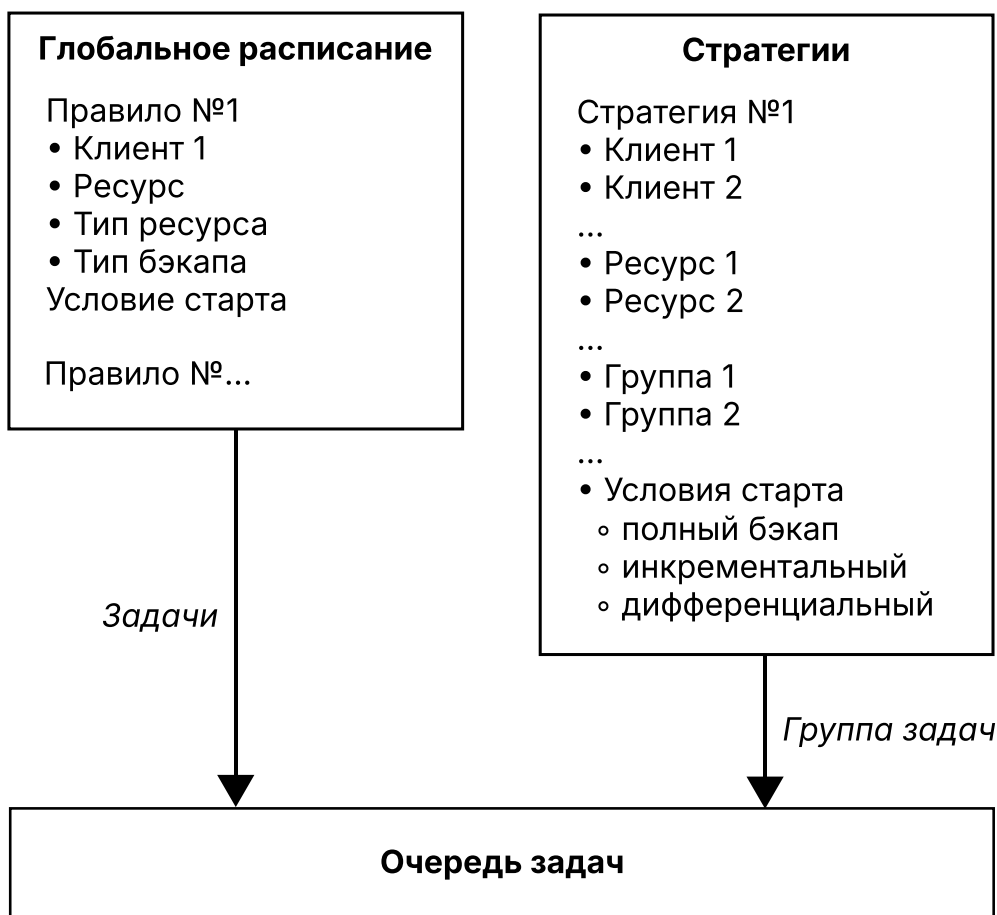 Глобальное расписание
Правило №1
• Клиент 1
• Ресурс
• Тип ресурса
• Тип бэкапа
Условие старта
Правило №...
Стратегии
Стратегия №1
• Клиент 1
• Клиент 2
...
• Ресурс 1
• Ресурс 2
...
• Группа 1
• Группа 2
...
• Условия старта
◦ полный бэкап
◦ инкрементальный
◦ дифференциальный
Задачи
Группа задач
Очередь задач